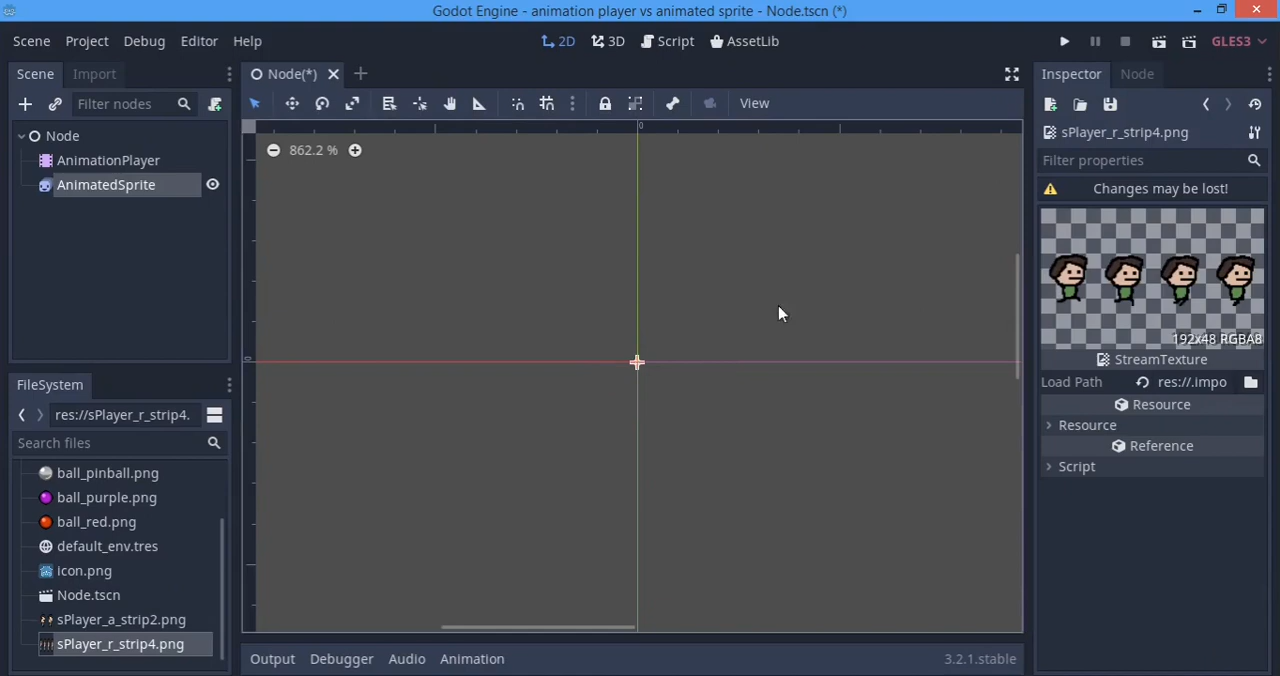 Godot Engine - animation player vs animated sprite - Node.tscn (*)
Scene Project Debug Editor Help
2D 3D Script AssetLib
GLES3
Scene Import
Node(*)
Inspector Node
Filter nodes
View
sPlayer_r_strip4.png
Node
AnimationPlayer
AnimatedSprite
862.2 %
0
0
Filter properties
Changes may be lost!
192x48 RGBA8
StreamTexture
Load Path res://.impo
Resource
Resource
Reference
Script
FileSystem
res://sPlayer_r_strip4.
Search files
ball_pinball.png
ball_purple.png
ball_red.png
default_env.tres
icon.png
Node.tscn
sPlayer_a_strip2.png
sPlayer_r_strip4.png
Output Debugger Audio Animation
3.2.1.stable